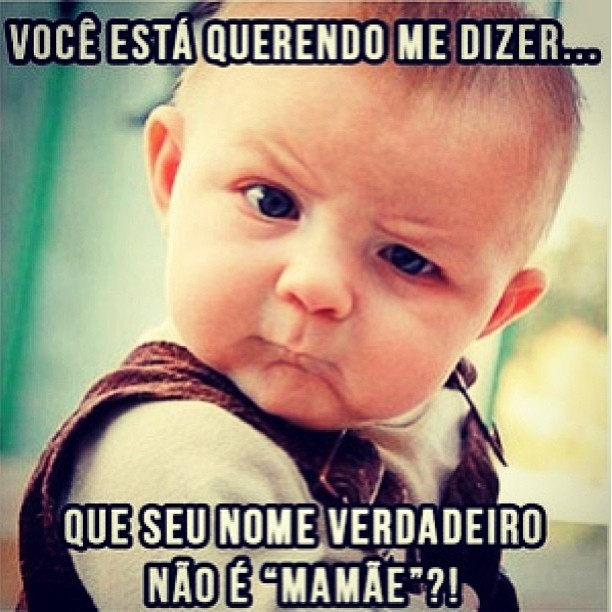 VOCÊ ESTÁ QUERENDO ME DIZER...
QUE SEU NOME VERDADEIRO
NÃO É “MAMÃE”?!